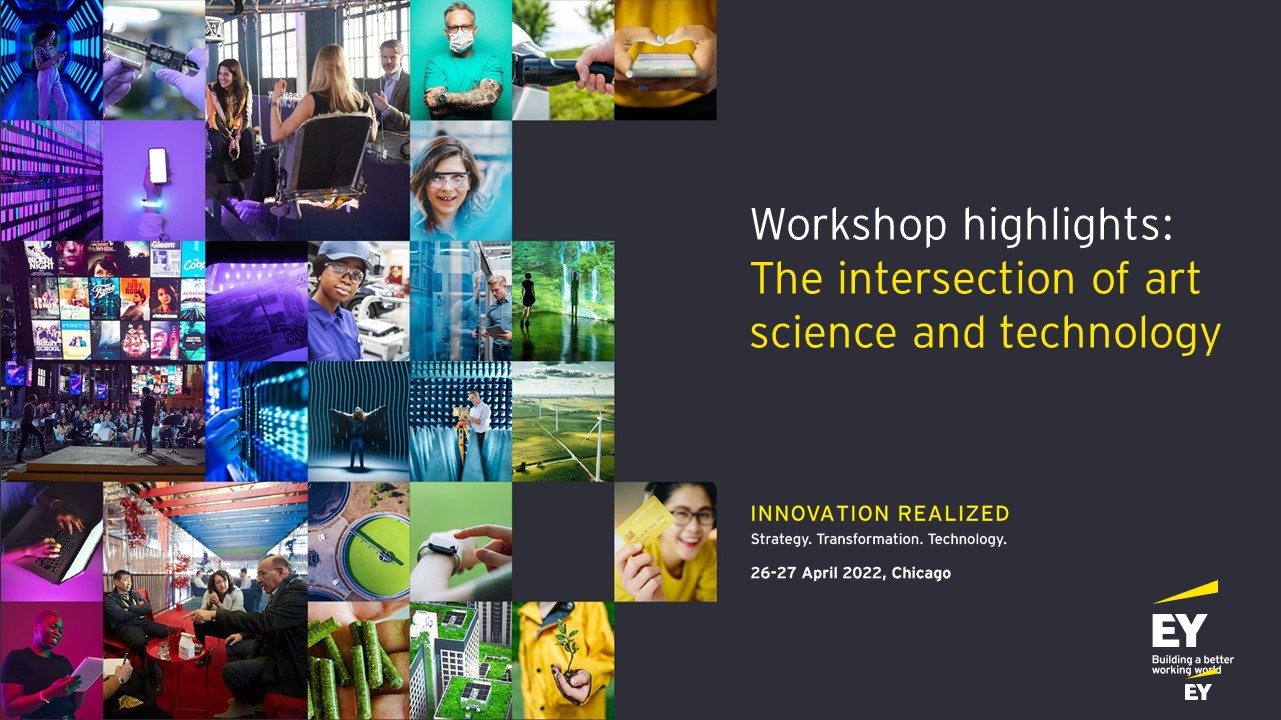 Workshop highlights:
The intersection of art
science and technology
INNOVATION REALIZED
Strategy. Transformation. Technology.
26-27 April 2022, Chicago
EY
Building a better
working world
EY
Gleam